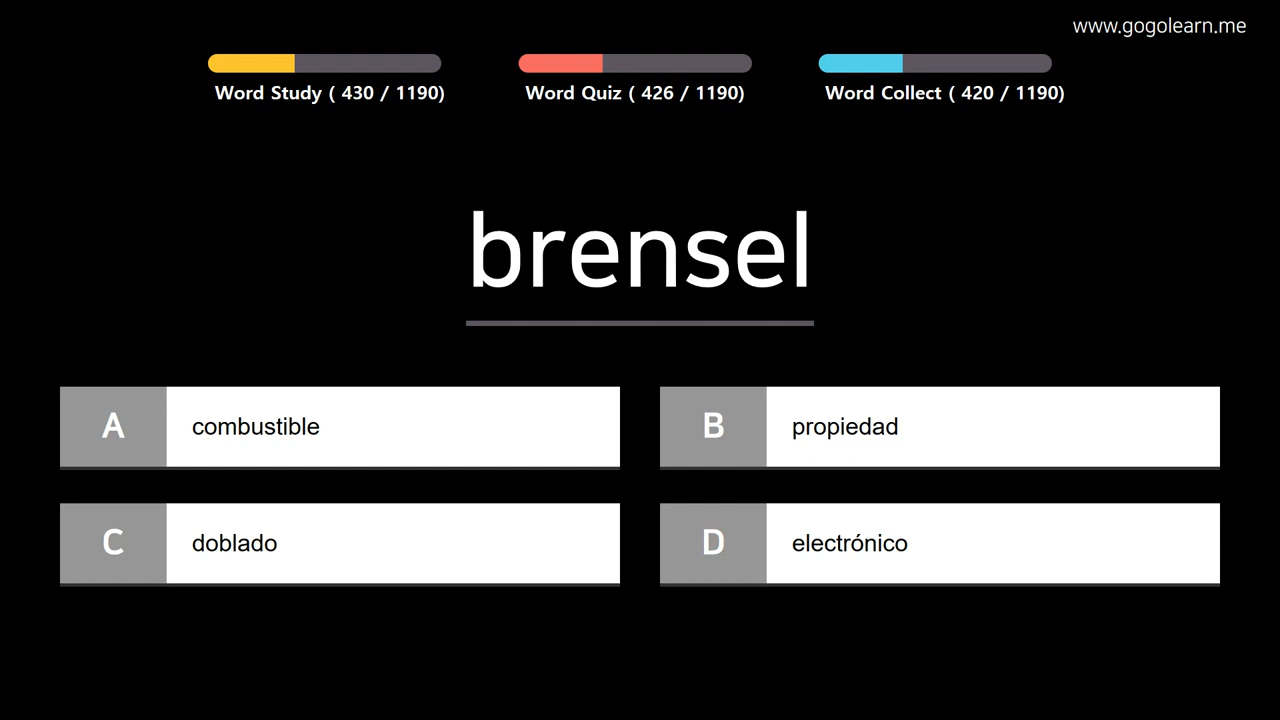 www.gogolearn.me
Word Study ( 430 / 1190)
Word Quiz ( 426 / 1190)
Word Collect ( 420 / 1190)
brensel
A combustible
B propiedad
C doblado
D electrónico